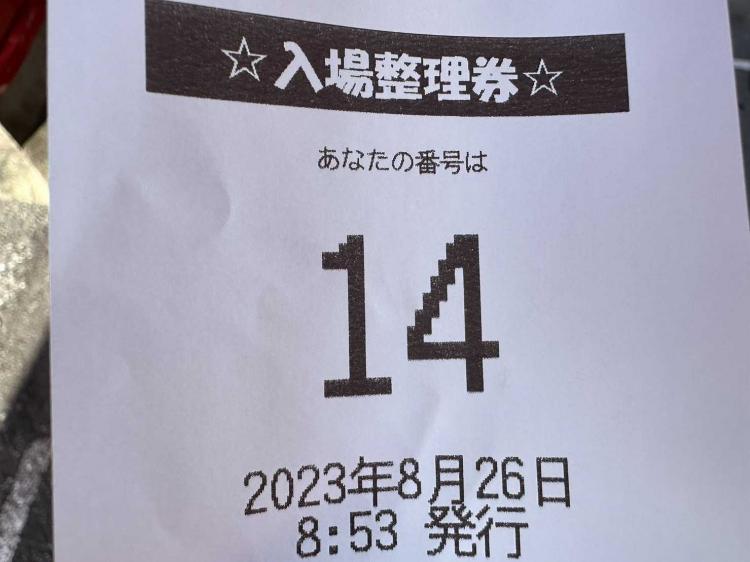 ☆入場整理券☆
あなたの番号は
14
2023年8月26日
8:53 発行